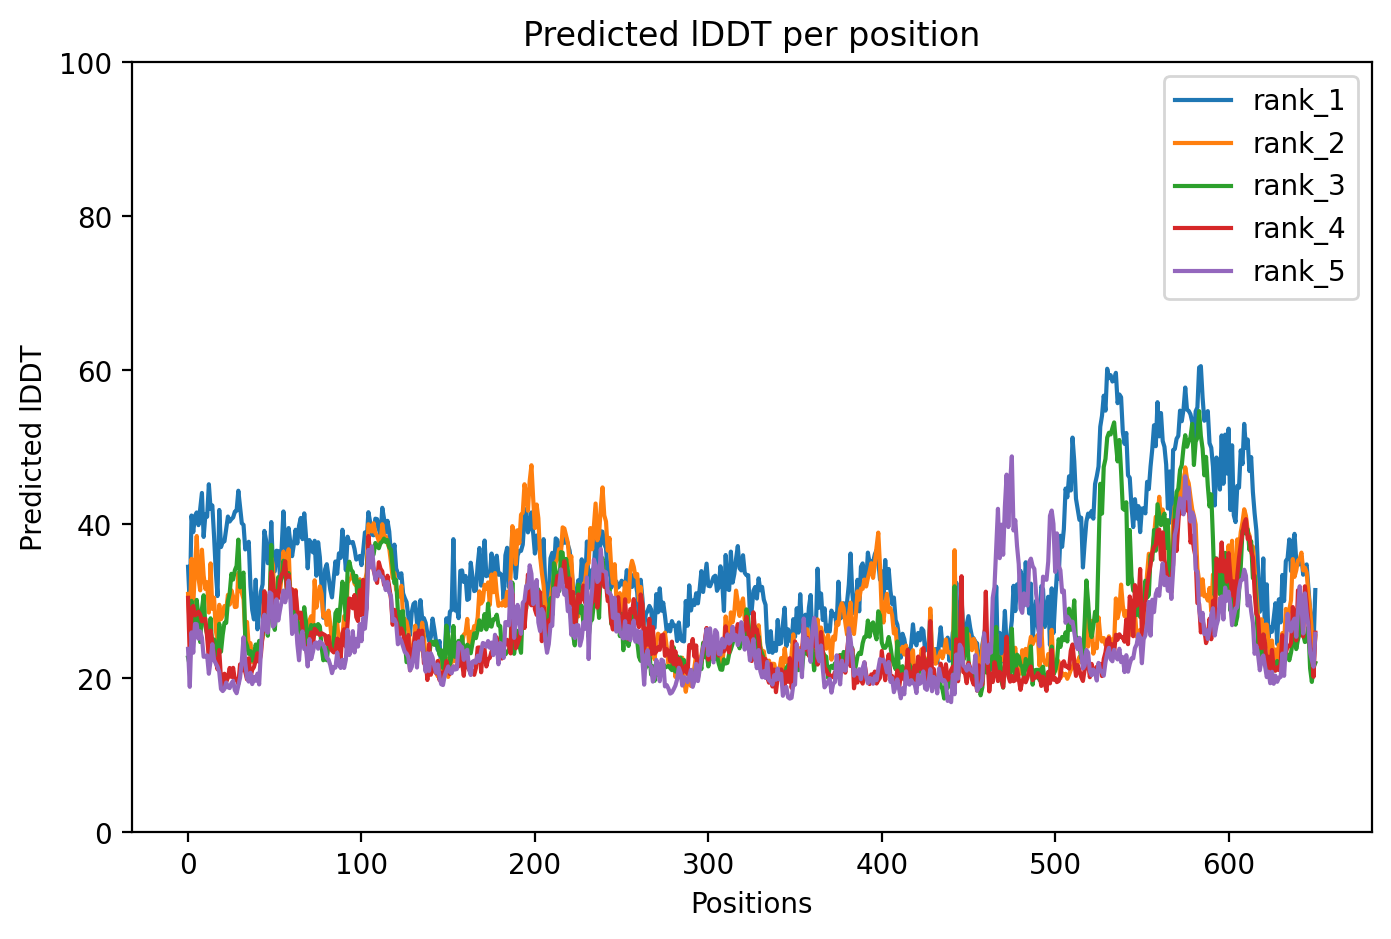 Predicted lDDT per position
100
80
60
40
20
0
Predicted lDDT
rank_1
rank_2
rank_3
rank_4
rank_5
0 100 200 300 400 500 600
Positions